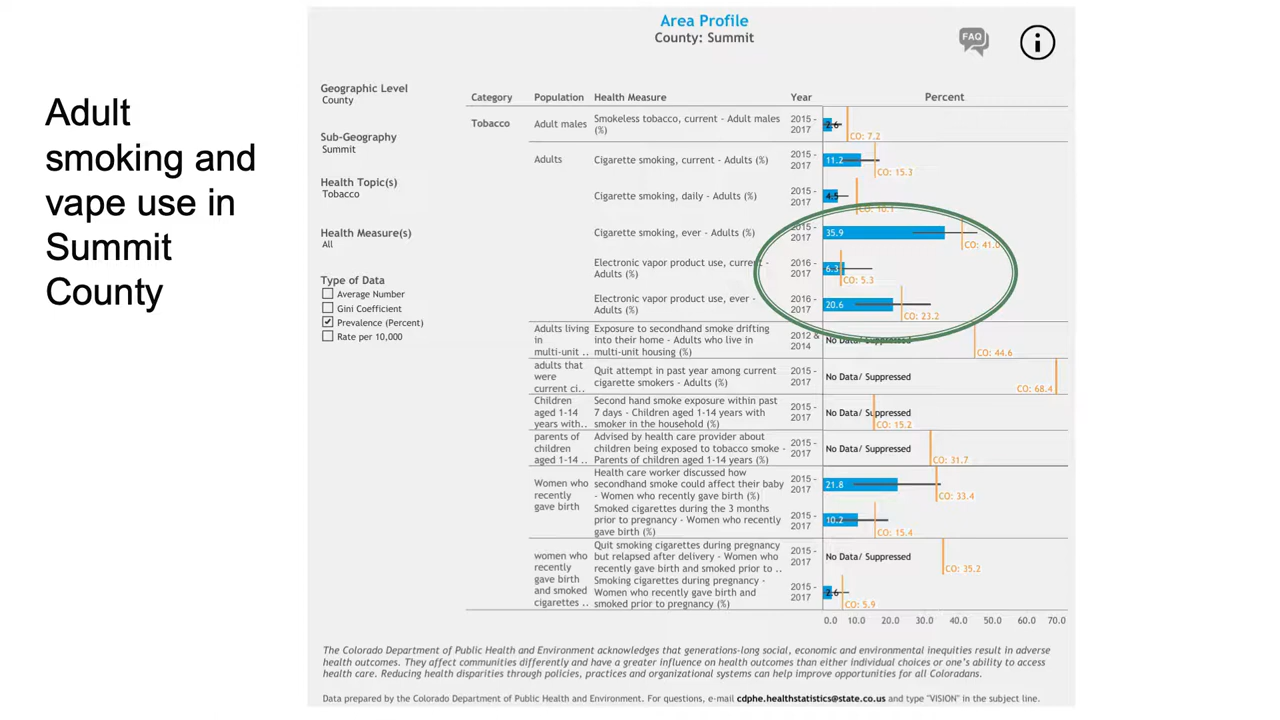 Adult
smoking and
vape use in
Summit
County
Area Profile
County: Summit
FAQ
i
Geographic Level
County
Sub-Geography
Summit
Health Topic(s)
Tobacco
Health Measure(s)
All
Type of Data
Average Number
Gini Coefficient
Prevalence (Percent)
Rate per 10,000
Category Population Health Measure Year Percent
Tobacco Adult males Smokeless tobacco, current - Adult males
(%)
2015 -
2017
2.6
CO: 7.2
Adults Cigarette smoking, current - Adults (%)
2015 -
2017
11.2
CO: 15.3
Cigarette smoking, daily - Adults (%)
2015 -
2017
4.5
CO: 10.1
Cigarette smoking, ever - Adults (%)
2015 -
2017
35.9
CO: 41.0
Electronic vapor product use, current -
Adults (%)
2016 -
2017
6.3
CO: 5.3
Electronic vapor product use, ever -
Adults (%)
2016 -
2017
20.6
CO: 23.2
Adults living
in
multi-unit ..
Exposure to secondhand smoke drifting
into their home - Adults who live in
multi-unit housing (%)
2012 &
2014
No Data/ Suppressed
CO: 44.6
adults that
were
current ci..
Quit attempt in past year among current
cigarette smokers - Adults (%)
2015 -
2017
No Data/ Suppressed
CO: 68.4
Children
aged 1-14
years with..
Second hand smoke exposure within past
7 days - Children aged 1-14 years with
smoker in the household (%)
2015 -
2017
No Data/ Suppressed
CO: 15.2
parents of
children
aged 1-14 ..
Advised by health care provider about
children being exposed to tobacco smoke -
Parents of children aged 1-14 years (%)
2015 -
2017
No Data/ Suppressed
CO: 31.7
Women who
recently
gave birth
Health care worker discussed how
secondhand smoke could affect their baby
- Women who recently gave birth (%)
2015 -
2017
21.8
CO: 33.4
Smoked cigarettes during the 3 months
prior to pregnancy - Women who recently
gave birth (%)
2015 -
2017
10.2
CO: 15.4
women who
recently
gave birth
and smoked
cigarettes ..
Quit smoking cigarettes during pregnancy
but relapsed after delivery - Women who
recently gave birth and smoked prior to ..
2015 -
2017
No Data/ Suppressed
CO: 35.2
Smoking cigarettes during pregnancy -
Women who recently gave birth and
smoked prior to pregnancy (%)
2015 -
2017
2.6
CO: 5.9
0.0 10.0 20.0 30.0 40.0 50.0 60.0 70.0
The Colorado Department of Public Health and Environment acknowledges that generations-long social, economic and environmental inequities result in adverse
health outcomes. They affect communities differently and have a greater influence on health outcomes than either individual choices or one's ability to access
health care. Reducing health disparities through policies, practices and organizational systems can help improve opportunities for all Coloradans.
Data prepared by the Colorado Department of Public Health and Environment. For questions, e-mail cdphe.healthstatistics@state.co.us and type "VISION" in the subject line.